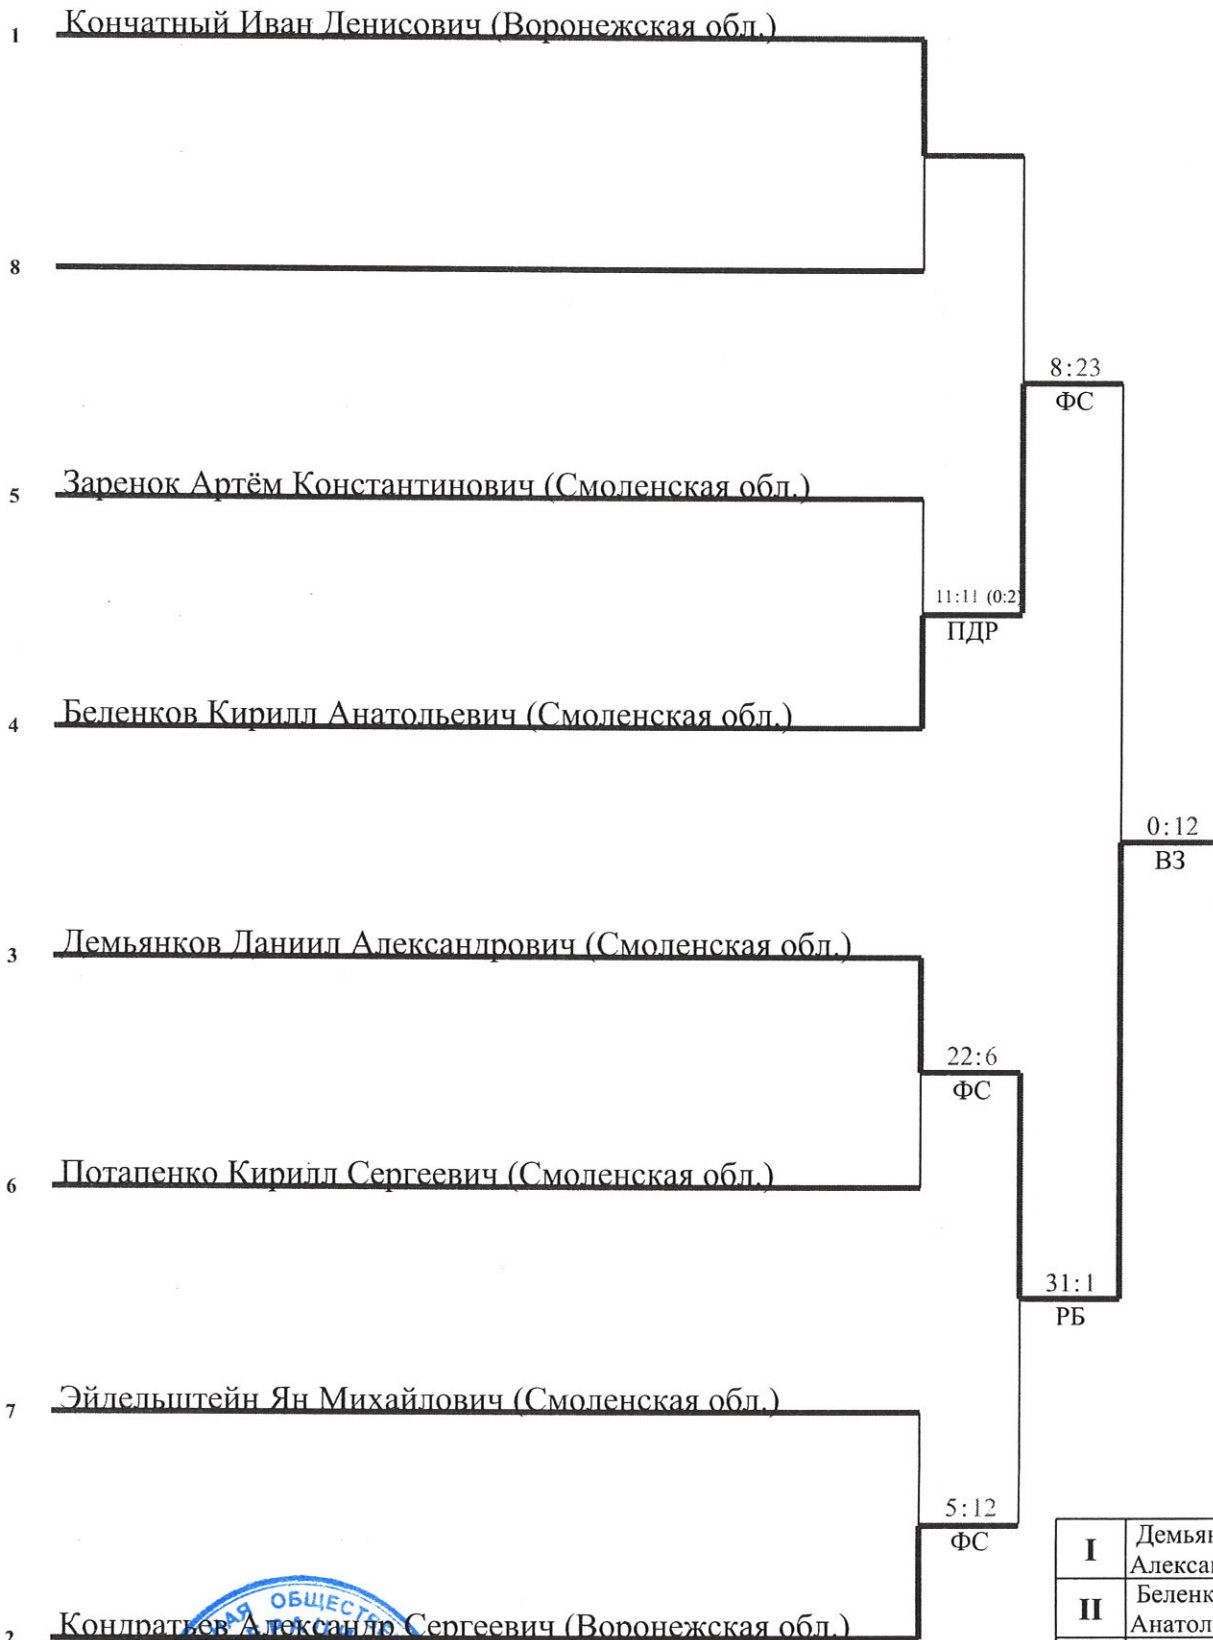 1 Кончатный Иван Денисович (Воронежская обл.)
8
8:23
ФС
5 Заренок Артём Константинович (Смоленская обл.)
11:11 (0:2)
ПДР
4 Беленков Кирилл Анатольевич (Смоленская обл.)
0:12
ВЗ
3 Демьянков Даниил Александрович (Смоленская обл.)
22:6
ФС
6 Потапенко Кирилл Сергеевич (Смоленская обл.)
31:1
РБ
7 Эйдельштейн Ян Михайлович (Смоленская обл.)
5:12
ФС
I Демьян
Алексан
II Беленк
Анатол
АЯ ОБЩЕСТВ
2 Кондратьев Александр Сергеевич (Воронежская обл.)